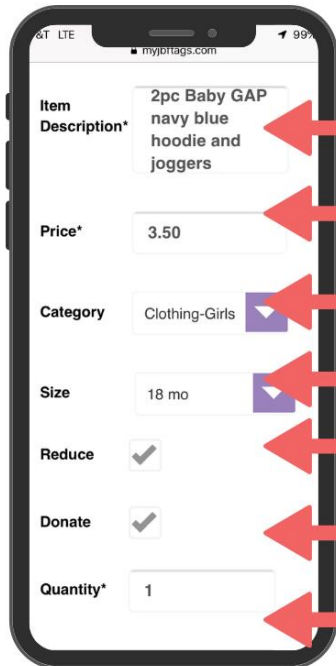 &T LTE 99%
myjbftags.com
Item
Description*
2pc Baby GAP
navy blue
hoodie and
joggers
Price* 3.50
Category Clothing-Girls
Size 18 mo
Reduce
Donate
Quantity* 1